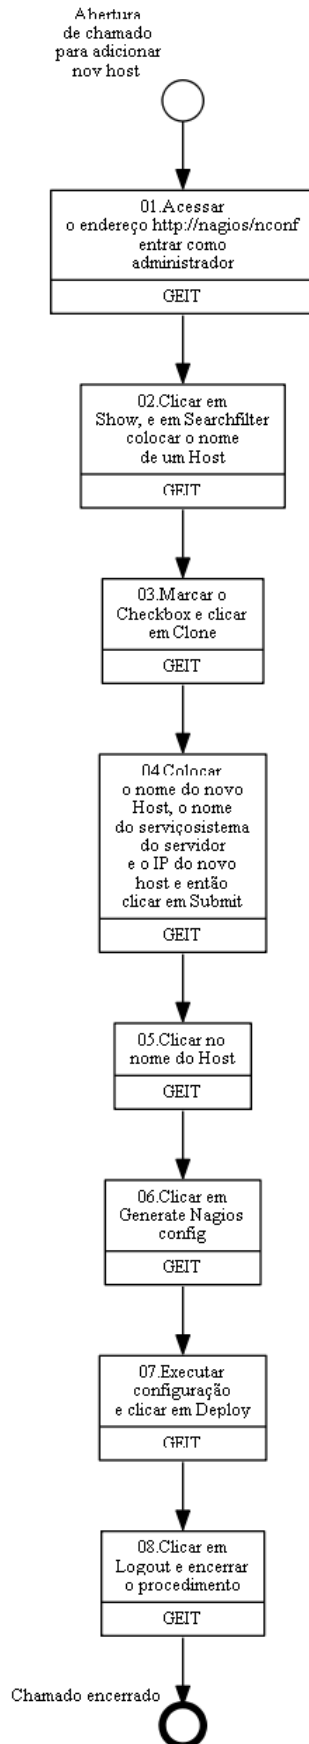 Abertura
de chamado
para adicionar
nov host
01.Acessar
o endereço http://nagios/nconf
entrar como
administrador
GEIT
02.Clicar em
Show, e em Searchfilter
colocar o nome
de um Host
GEIT
03.Marcar o
Checkbox e clicar
em Clone
GEIT
04.Colocar
o nome do novo
Host, o nome
do serviçosistema
do servidor
e o IP do novo
host e então
clicar em Submit
GEIT
05.Clicar no
nome do Host
GEIT
06.Clicar em
Generate Nagios
config
GEIT
07.Executar
configuração
e clicar em Deploy
GEIT
08.Clicar em
Logout e encerrar
o procedimento
GEIT
Chamado encerrado